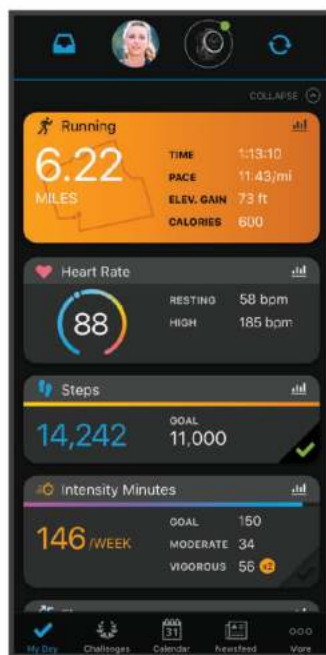 COLLAPSE
Running
6.22
MILES
TIME 1:13:10
PACE 11:43/mi
ELEV. GAIN 73 ft
CALORIES 600
Heart Rate
88
RESTING 58 bpm
HIGH 185 bpm
Steps
14,242
GOAL
11,000
Intensity Minutes
146/WEEK
GOAL 150
MODERATE 34
VIGOROUS 56 x2
31
My Day Challenges Calendar Newsfeed More